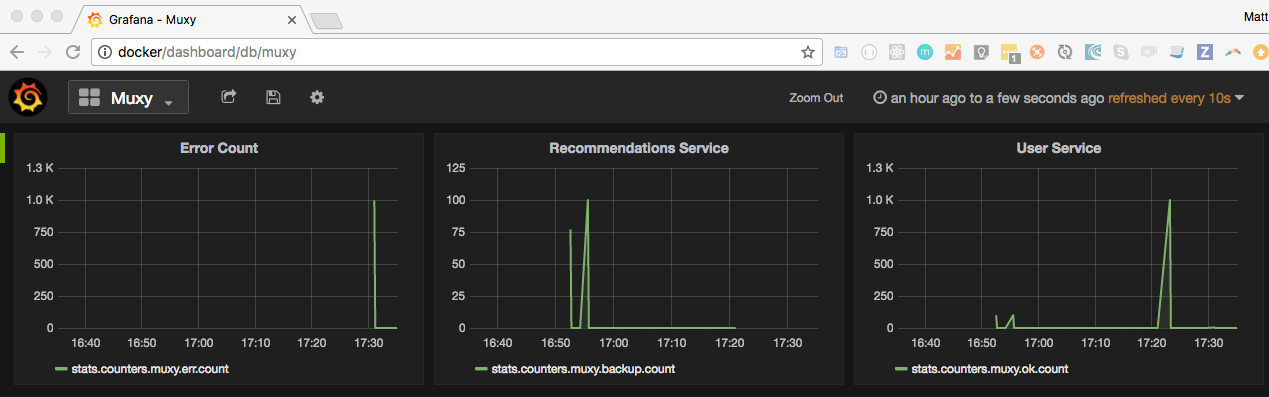 Grafana - Muxy
Matt
docker/dashboard/db/muxy
m
1
S
Z
Muxy
Zoom Out
an hour ago to a few seconds ago refreshed every 10s
Error Count
1.3 K
1.0 K
750
500
250
0
16:40 16:50 17:00 17:10 17:20 17:30
stats.counters.muxy.err.count
Recommendations Service
125
100
75
50
25
0
16:40 16:50 17:00 17:10 17:20 17:30
stats.counters.muxy.backup.count
User Service
1.3 K
1.0 K
750
500
250
0
16:40 16:50 17:00 17:10 17:20 17:30
stats.counters.muxy.ok.count